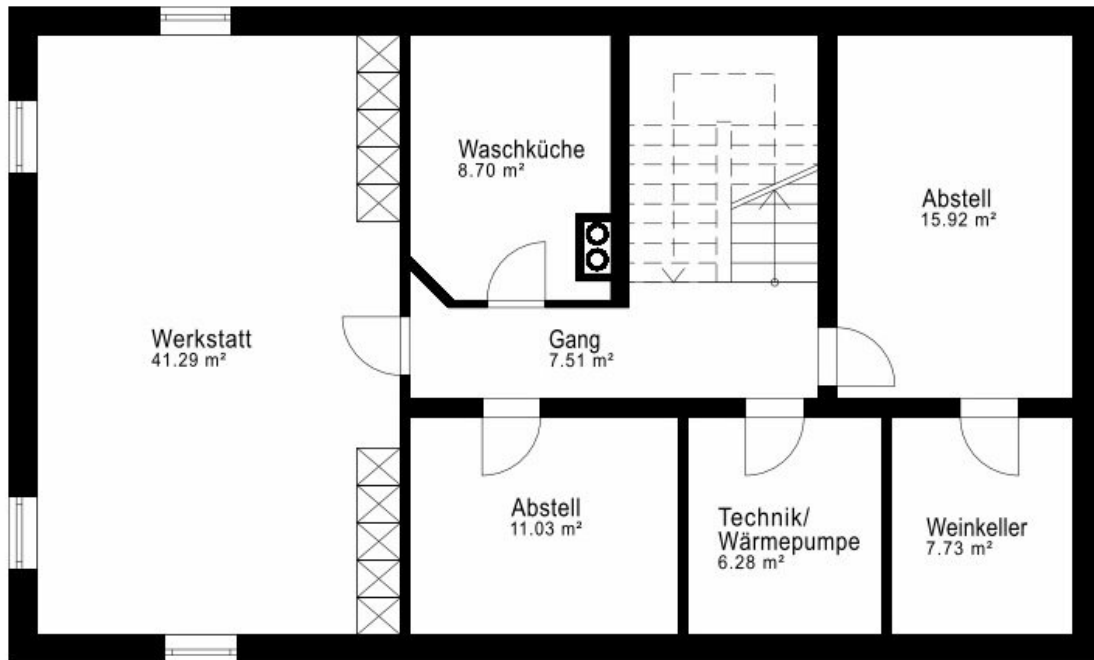 Waschküche
8.70 m²
Abstell
15.92 m²
Werkstatt
41.29 m²
Gang
7.51 m²
Abstell
11.03 m²
Technik/
Wärmepumpe
6.28 m²
Weinkeller
7.73 m²